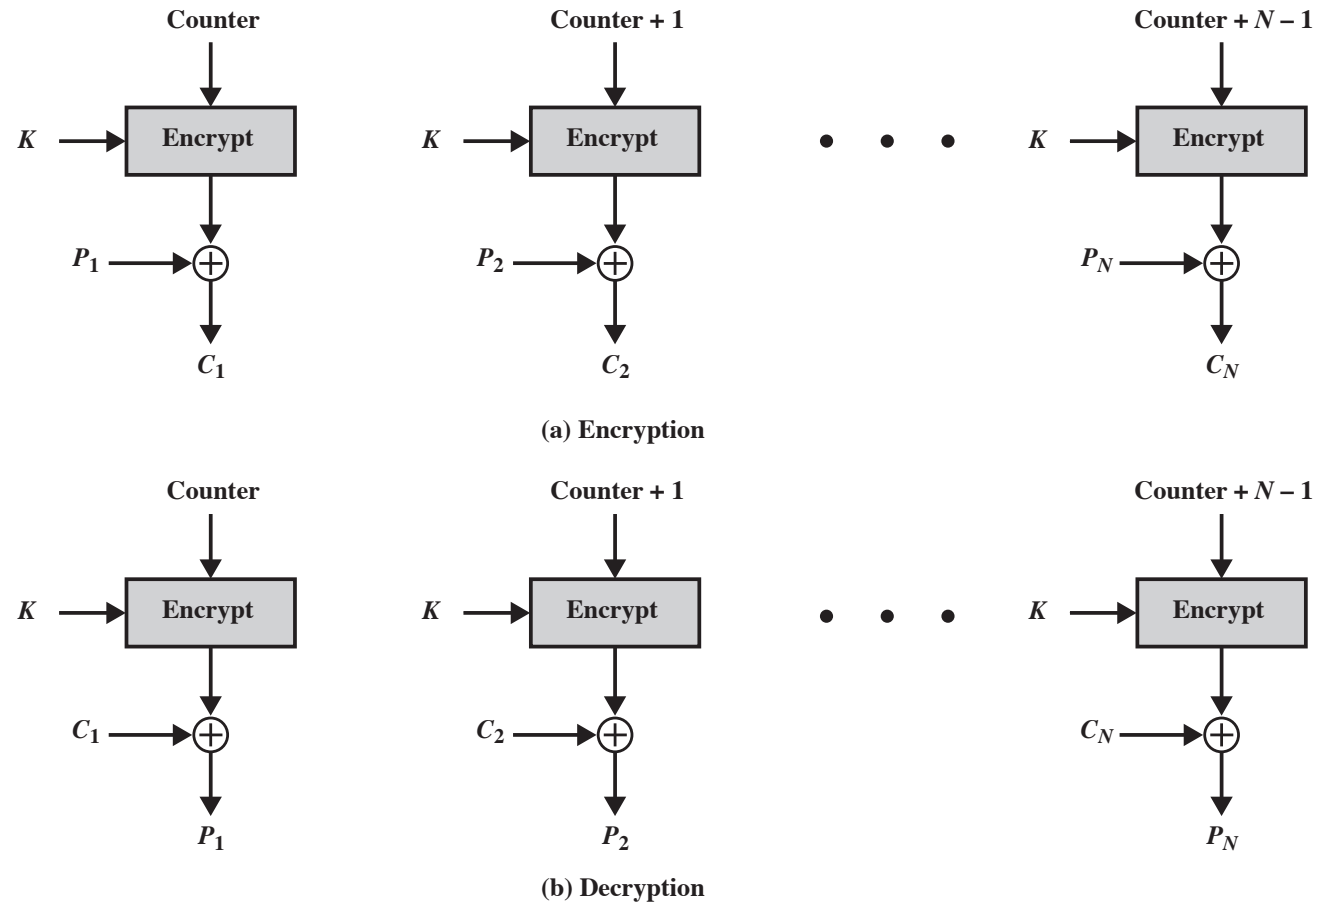 Counter Counter + 1 Counter + N – 1
K Encrypt K Encrypt K Encrypt
P1 P2 PN
C1 C2 CN
(a) Encryption
Counter Counter + 1 Counter + N – 1
K Encrypt K Encrypt K Encrypt
C1 C2 CN
P1 P2 PN
(b) Decryption